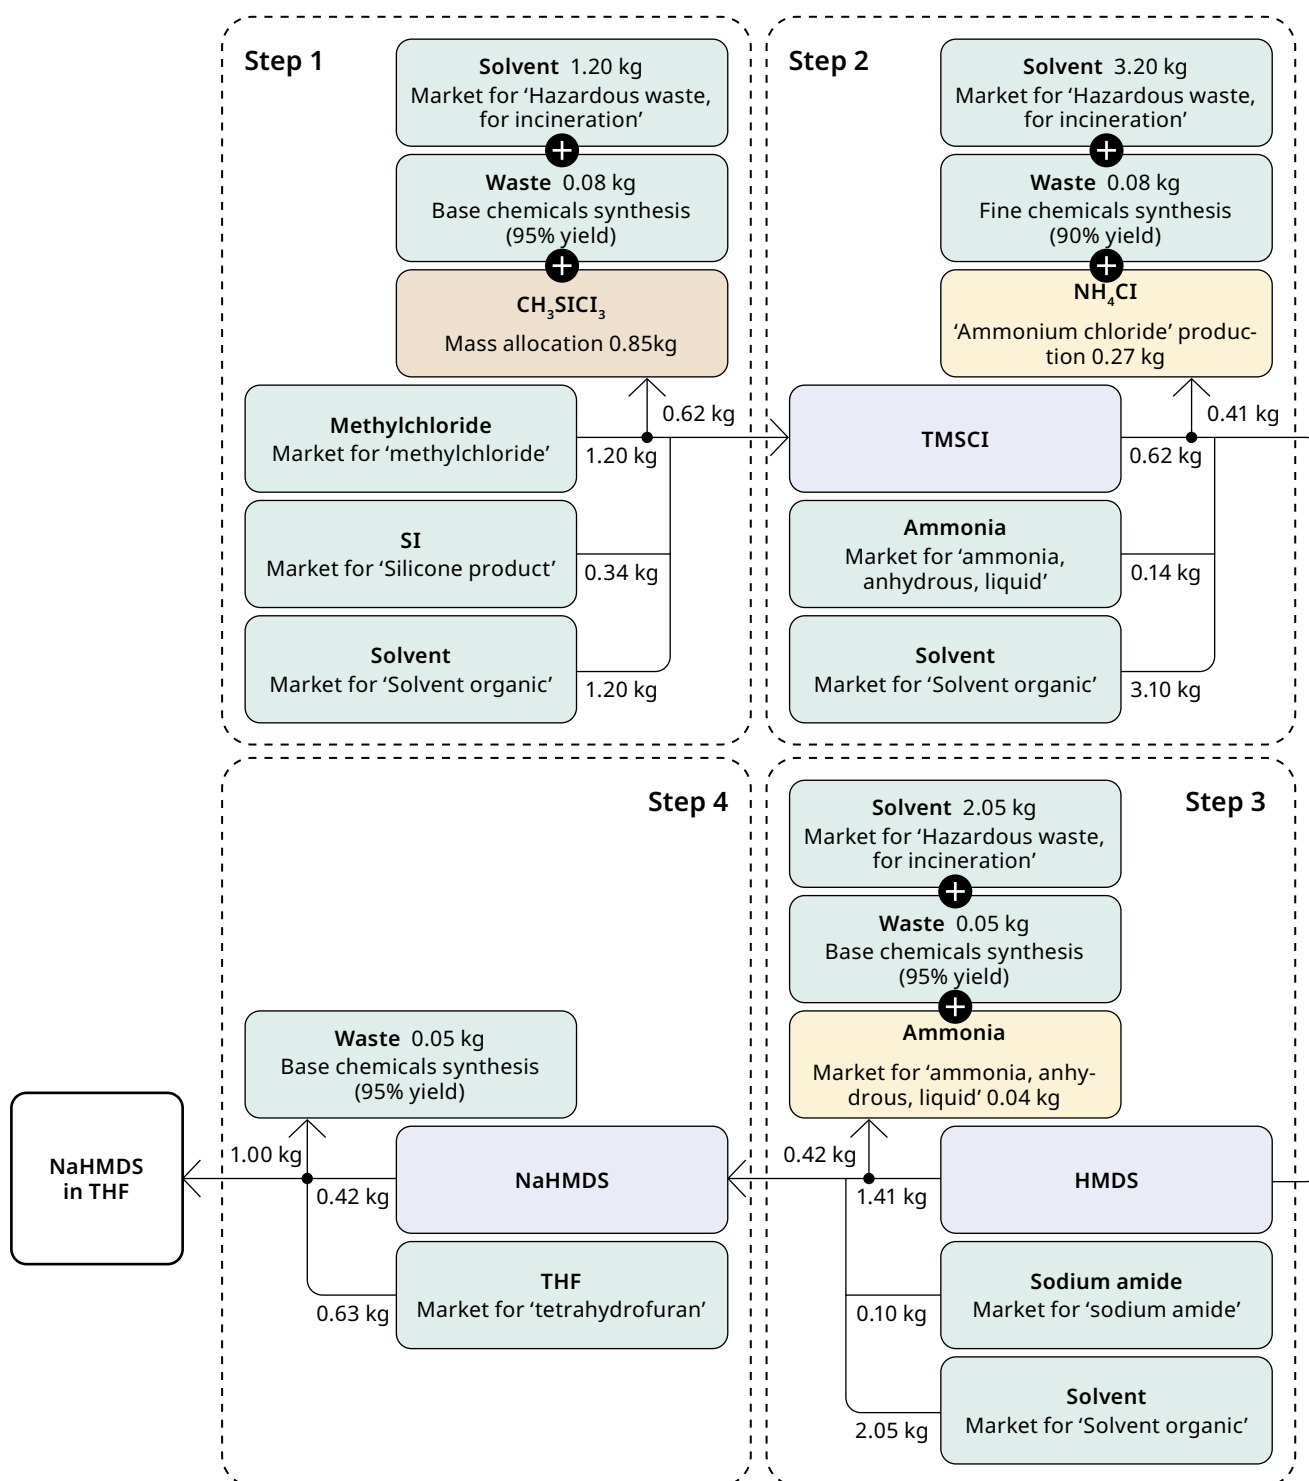 Step 1
Solvent 1.20 kg
Market for ‘Hazardous waste,
for incineration’
Waste 0.08 kg
Base chemicals synthesis
(95% yield)
CH₃SICI₃
Mass allocation 0.85kg
0.62 kg
Methylchloride
Market for ‘methylchloride’
1.20 kg
SI
Market for ‘Silicone product’
0.34 kg
Solvent
Market for ‘Solvent organic’
1.20 kg
Step 2
Solvent 3.20 kg
Market for ‘Hazardous waste,
for incineration’
Waste 0.08 kg
Fine chemicals synthesis
(90% yield)
NH₄CI
‘Ammonium chloride’ produc-
tion 0.27 kg
0.41 kg
TMSCI
0.62 kg
Ammonia
Market for ‘ammonia,
anhydrous, liquid’
0.14 kg
Solvent
Market for ‘Solvent organic’
3.10 kg
Step 3
Solvent 2.05 kg
Market for ‘Hazardous waste,
for incineration’
Waste 0.05 kg
Base chemicals synthesis
(95% yield)
Ammonia
Market for ‘ammonia, anhy-
drous, liquid’ 0.04 kg
0.42 kg
HMDS
1.41 kg
Sodium amide
Market for ‘sodium amide’
0.10 kg
Solvent
Market for ‘Solvent organic’
2.05 kg
Step 4
Waste 0.05 kg
Base chemicals synthesis
(95% yield)
1.00 kg
NaHMDS
0.42 kg
THF
Market for ‘tetrahydrofuran’
0.63 kg
NaHMDS
in THF